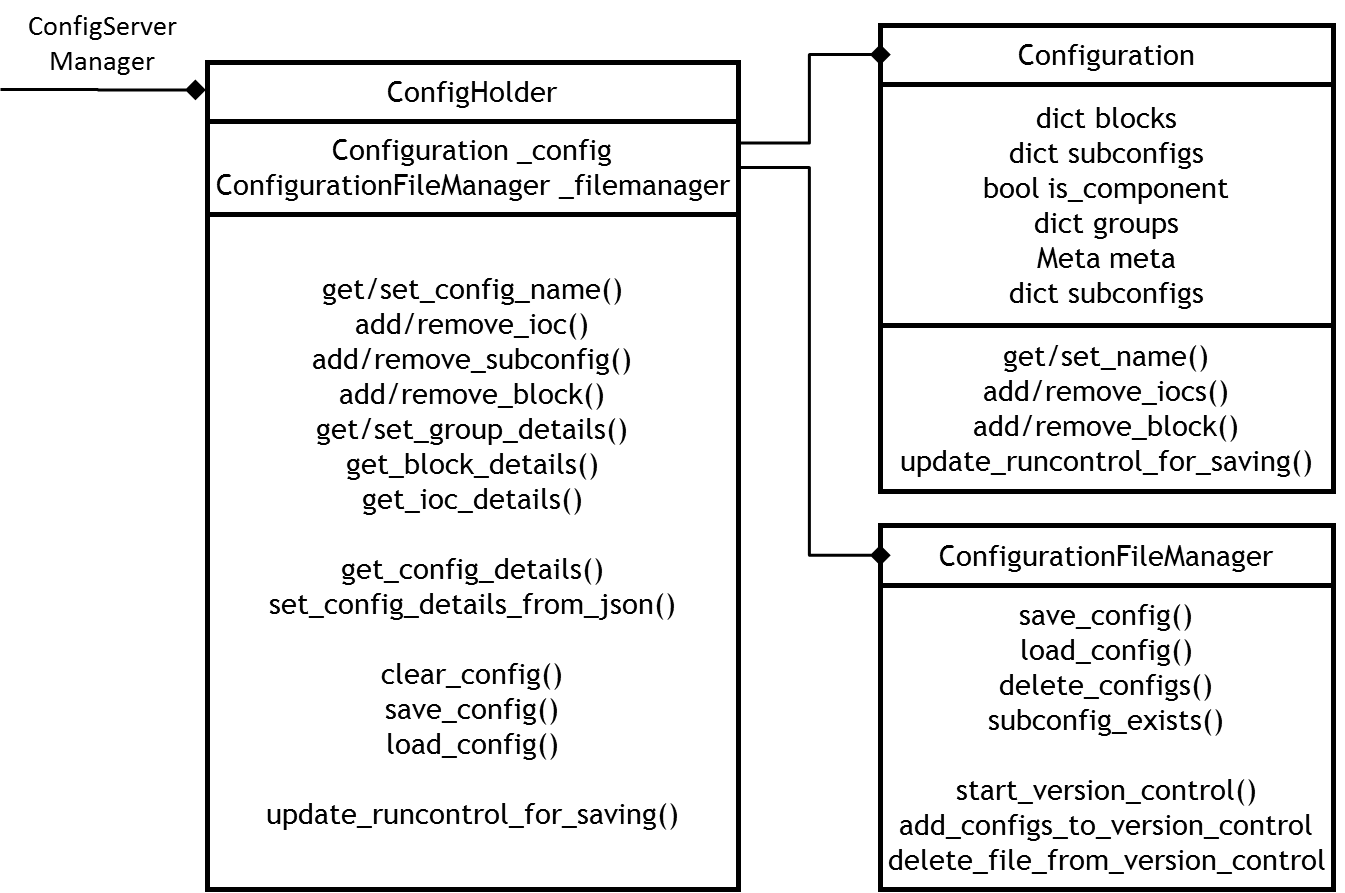 ConfigServer
Manager
ConfigHolder
Configuration _config
ConfigurationFileManager _filemanager
get/set_config_name()
add/remove_ioc()
add/remove_subconfig()
add/remove_block()
get/set_group_details()
get_block_details()
get_ioc_details()
get_config_details()
set_config_details_from_json()
clear_config()
save_config()
load_config()
update_runcontrol_for_saving()
Configuration
dict blocks
dict subconfigs
bool is_component
dict groups
Meta meta
dict subconfigs
get/set_name()
add/remove_iocs()
add/remove_block()
update_runcontrol_for_saving()
ConfigurationFileManager
save_config()
load_config()
delete_configs()
subconfig_exists()
start_version_control()
add_configs_to_version_control
delete_file_from_version_control